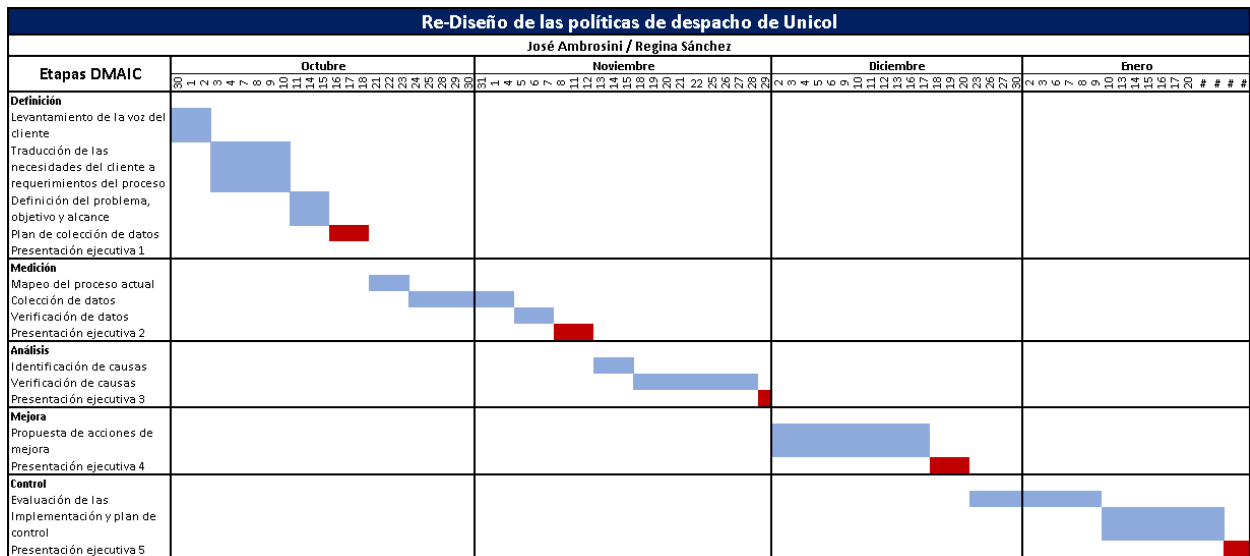 Re-Diseño de las políticas de despacho de Unicol
José Ambrosini / Regina Sánchez
Etapas DMAIC
Octubre Noviembre Diciembre Enero
30 1 2 3 4 7 8 9 10 11 14 15 16 17 18 21 22 23 24 25 28 29 30 31 1 4 5 6 7 8 11 12 13 14 15 18 19 20 21 22 25 26 27 28 29 2 3 4 5 6 9 10 11 12 13 16 17 18 19 20 23 26 27 30 2 3 6 8 9 10 13 14 15 16 17 20 # # # #
Definición
Levantamiento de la voz del
cliente
Traducción de las
necesidades del cliente a
requerimientos del proceso
Definición del problema,
objetivo y alcance
Plan de colección de datos
Presentación ejecutiva 1
Medición
Mapeo del proceso actual
Colección de datos
Verificación de datos
Presentación ejecutiva 2
Análisis
Identificación de causas
Verificación de causas
Presentación ejecutiva 3
Mejora
Propuesta de acciones de
mejora
Presentación ejecutiva 4
Control
Evaluación de las
Implementación y plan de
control
Presentación ejecutiva 5